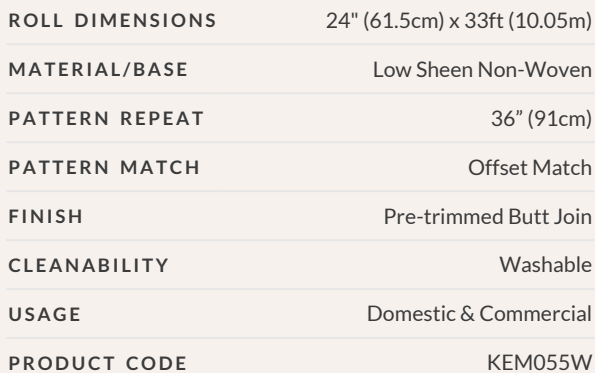 ROLL DIMENSIONS 24" (61.5cm) x 33ft (10.05m)
MATERIAL/BASE Low Sheen Non-Woven
PATTERN REPEAT 36” (91cm)
PATTERN MATCH Offset Match
FINISH Pre-trimmed Butt Join
CLEANABILITY Washable
USAGE Domestic & Commercial
PRODUCT CODE KEM055W